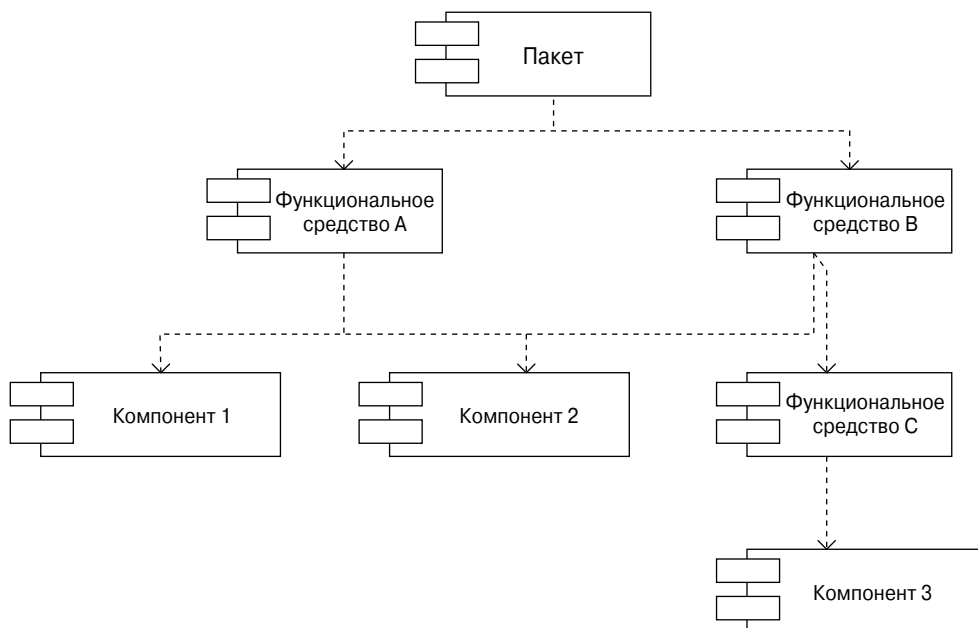 Пакет
Функциональное
средство A
Функциональное
средство B
Компонент 1
Компонент 2
Функциональное
средство C
Компонент 3